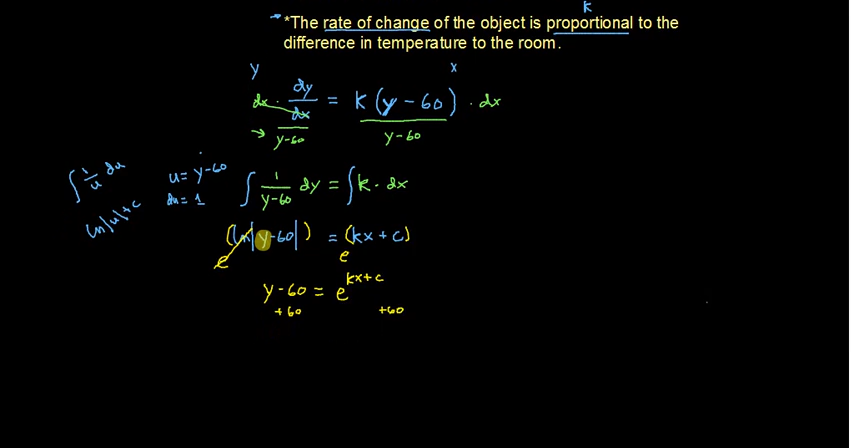 k
*The rate of change of the object is proportional to the
difference in temperature to the room.
y x
dx · dy/dx = k(y - 60) · dx
y-60 y-60
∫ 1/u du u = y-60 ∫ 1/(y-60) dy = ∫ k · dx
ln|u|+c du = 1
(ln|y-60|) = (kx + c)
e e
y-60 = e^(kx+c)
+60 +60